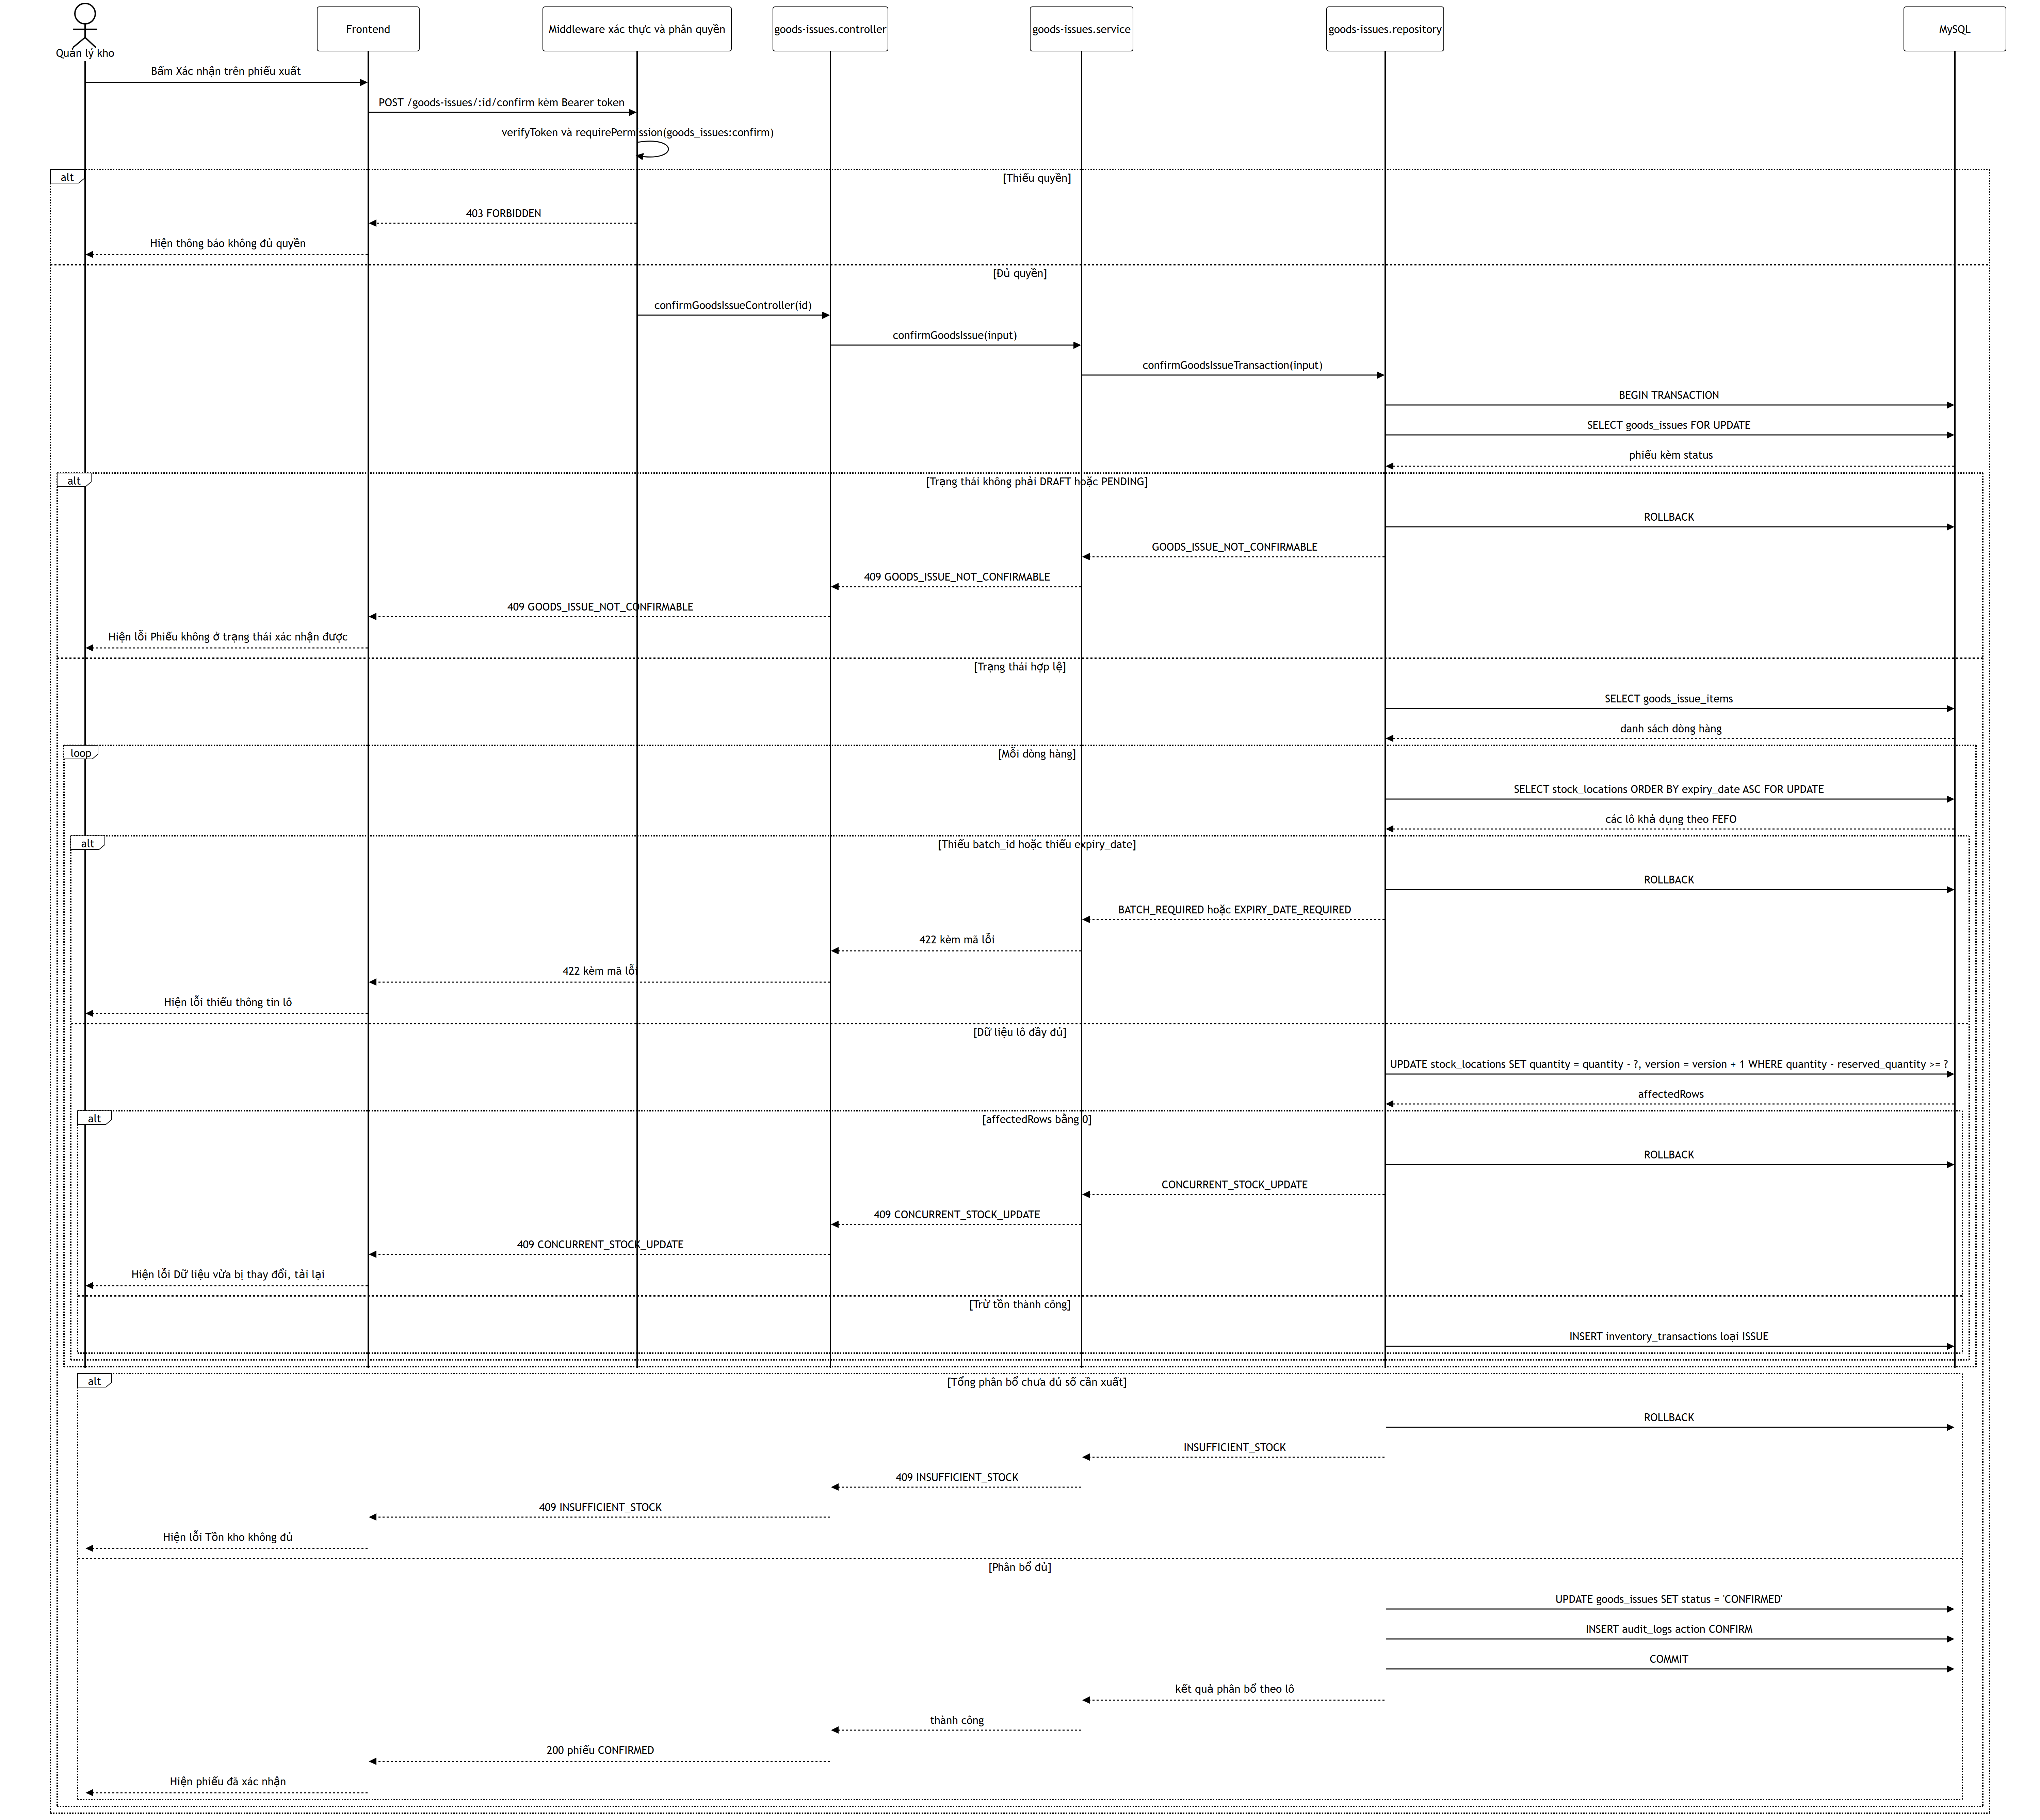 Quản lý kho
Frontend
Middleware xác thực và phân quyền
goods-issues.controller
goods-issues.service
goods-issues.repository
MySQL
Bấm Xác nhận trên phiếu xuất
POST /goods-issues/:id/confirm kèm Bearer token
verifyToken và requirePermission(goods_issues:confirm)
alt
[Thiếu quyền]
403 FORBIDDEN
Hiện thông báo không đủ quyền
[Đủ quyền]
confirmGoodsIssueController(id)
confirmGoodsIssue(input)
confirmGoodsIssueTransaction(input)
BEGIN TRANSACTION
SELECT goods_issues FOR UPDATE
phiếu kèm status
alt
[Trạng thái không phải DRAFT hoặc PENDING]
ROLLBACK
GOODS_ISSUE_NOT_CONFIRMABLE
409 GOODS_ISSUE_NOT_CONFIRMABLE
409 GOODS_ISSUE_NOT_CONFIRMABLE
Hiện lỗi Phiếu không ở trạng thái xác nhận được
[Trạng thái hợp lệ]
SELECT goods_issue_items
danh sách dòng hàng
loop
[Mỗi dòng hàng]
SELECT stock_locations ORDER BY expiry_date ASC FOR UPDATE
các lô khả dụng theo FEFO
alt
[Thiếu batch_id hoặc thiếu expiry_date]
ROLLBACK
BATCH_REQUIRED hoặc EXPIRY_DATE_REQUIRED
422 kèm mã lỗi
422 kèm mã lỗi
Hiện lỗi thiếu thông tin lô
[Dữ liệu lô đầy đủ]
UPDATE stock_locations SET quantity = quantity - ?, version = version + 1 WHERE quantity - reserved_quantity >= ?
affectedRows
alt
[affectedRows bằng 0]
ROLLBACK
CONCURRENT_STOCK_UPDATE
409 CONCURRENT_STOCK_UPDATE
409 CONCURRENT_STOCK_UPDATE
Hiện lỗi Dữ liệu vừa bị thay đổi, tải lại
[Trừ tồn thành công]
INSERT inventory_transactions loại ISSUE
alt
[Tổng phân bổ chưa đủ số cần xuất]
ROLLBACK
INSUFFICIENT_STOCK
409 INSUFFICIENT_STOCK
409 INSUFFICIENT_STOCK
Hiện lỗi Tồn kho không đủ
[Phân bổ đủ]
UPDATE goods_issues SET status = 'CONFIRMED'
INSERT audit_logs action CONFIRM
COMMIT
kết quả phân bổ theo lô
thành công
200 phiếu CONFIRMED
Hiện phiếu đã xác nhận